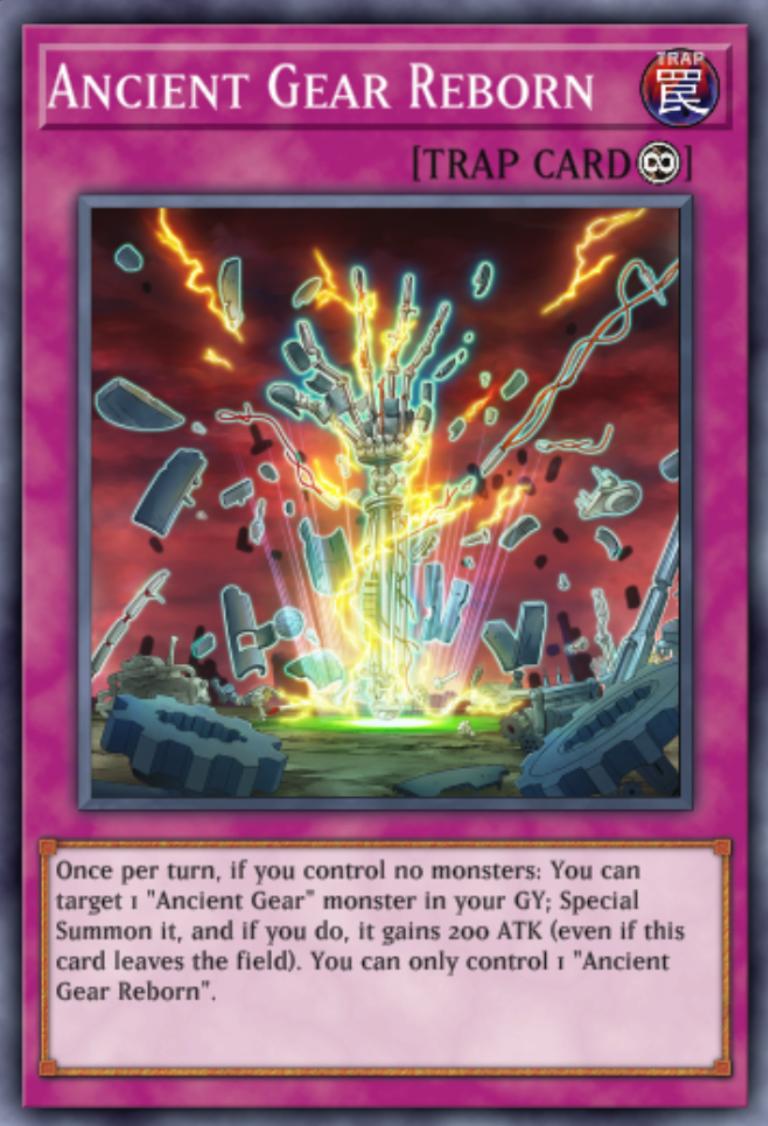 Ancient Gear Reborn
TRAP
罠
[TRAP CARD∞]
Once per turn, if you control no monsters: You can
target 1 "Ancient Gear" monster in your GY; Special
Summon it, and if you do, it gains 200 ATK (even if this
card leaves the field). You can only control 1 "Ancient
Gear Reborn".